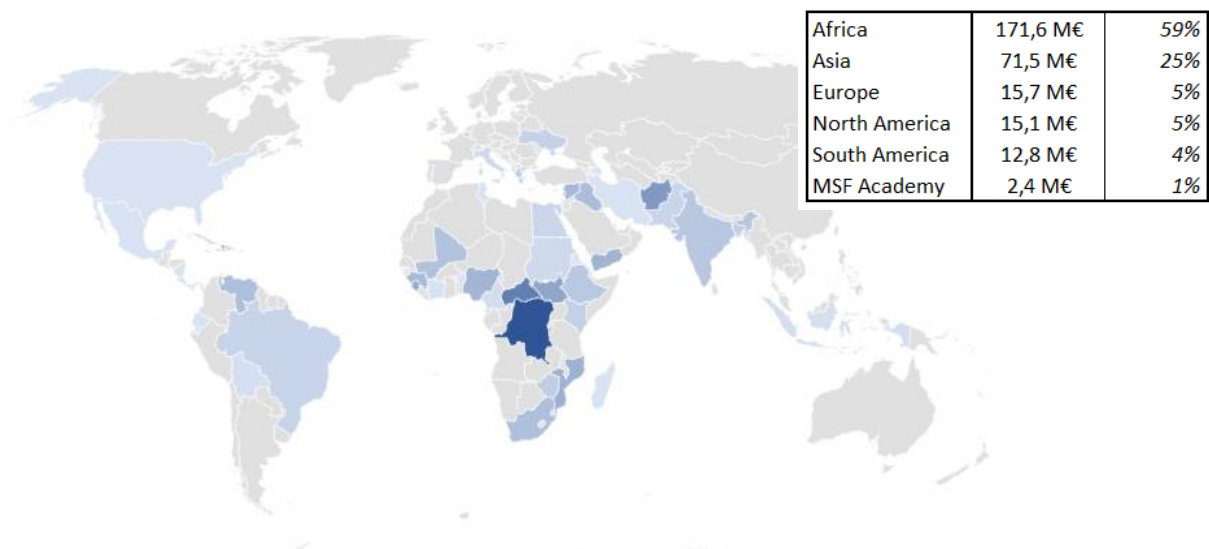 Africa 171,6 M€ 59%
Asia 71,5 M€ 25%
Europe 15,7 M€ 5%
North America 15,1 M€ 5%
South America 12,8 M€ 4%
MSF Academy 2,4 M€ 1%